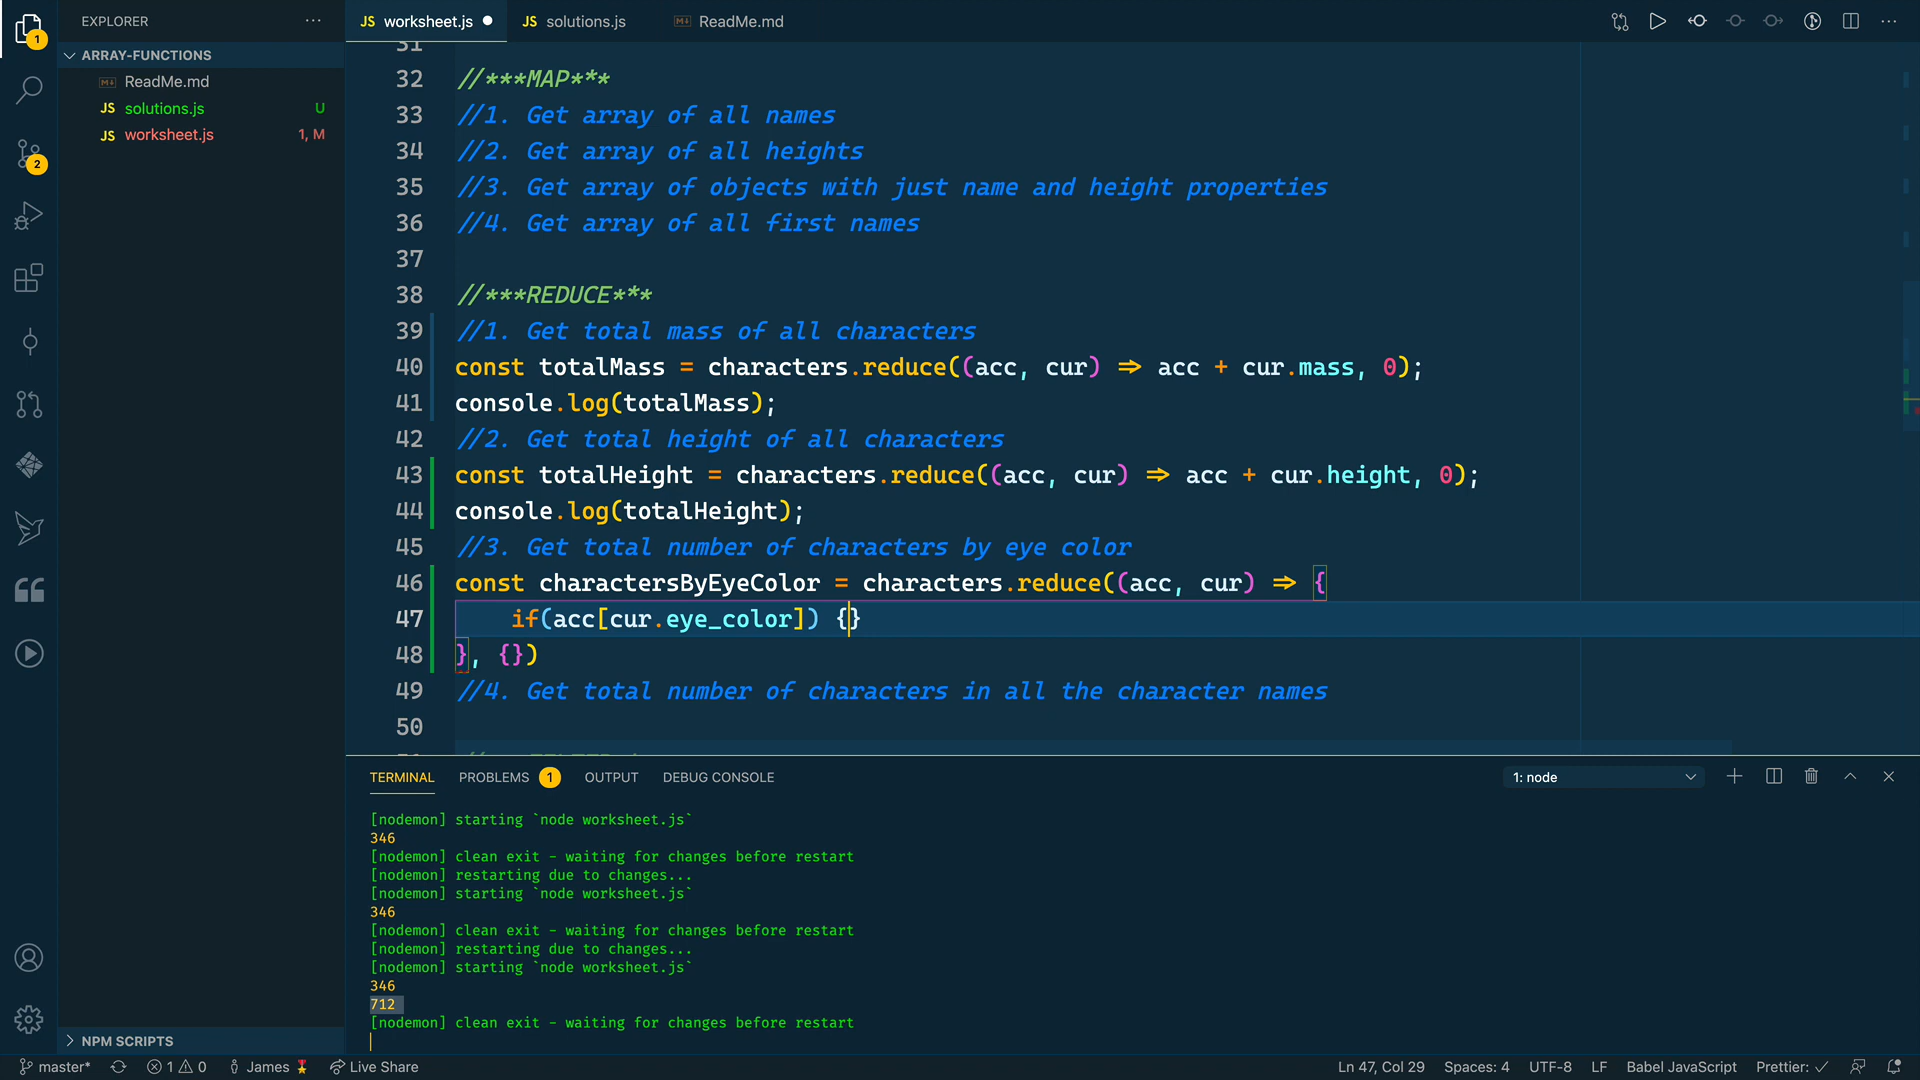 EXPLORER
ARRAY-FUNCTIONS
ReadMe.md
JS solutions.js U
JS worksheet.js 1, M
NPM SCRIPTS
1
2
JS worksheet.js
JS solutions.js
ReadMe.md
31
32 //***MAP***
33 //1. Get array of all names
34 //2. Get array of all heights
35 //3. Get array of objects with just name and height properties
36 //4. Get array of all first names
37
38 //***REDUCE***
39 //1. Get total mass of all characters
40 const totalMass = characters.reduce((acc, cur) => acc + cur.mass, 0);
41 console.log(totalMass);
42 //2. Get total height of all characters
43 const totalHeight = characters.reduce((acc, cur) => acc + cur.height, 0);
44 console.log(totalHeight);
45 //3. Get total number of characters by eye color
46 const charactersByEyeColor = characters.reduce((acc, cur) => {
47 if(acc[cur.eye_color]) {}
48 }, {})
49 //4. Get total number of characters in all the character names
50
TERMINAL PROBLEMS 1 OUTPUT DEBUG CONSOLE 1: node
[nodemon] starting `node worksheet.js`
346
[nodemon] clean exit - waiting for changes before restart
[nodemon] restarting due to changes...
[nodemon] starting `node worksheet.js`
346
[nodemon] clean exit - waiting for changes before restart
[nodemon] restarting due to changes...
[nodemon] starting `node worksheet.js`
346
712
[nodemon] clean exit - waiting for changes before restart
master* 1 0 James Live Share Ln 47, Col 29 Spaces: 4 UTF-8 LF Babel JavaScript Prettier: ✓